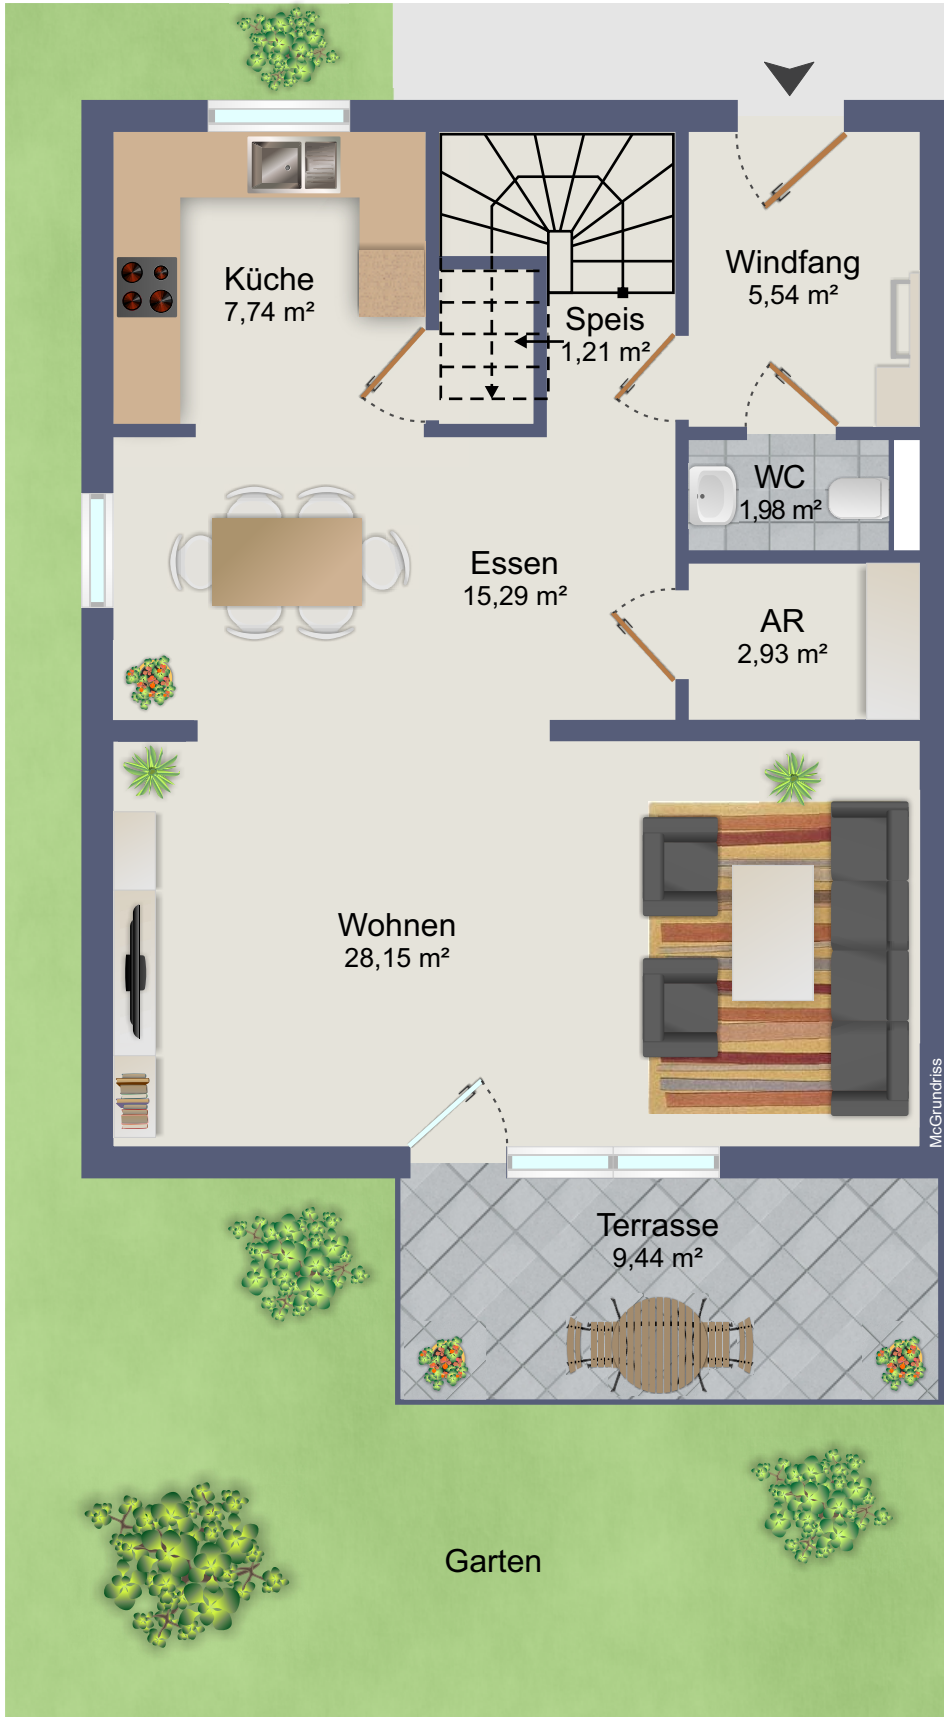 Küche
7,74 m²
Windfang
5,54 m²
Speis
1,21 m²
WC
1,98 m²
Essen
15,29 m²
AR
2,93 m²
Wohnen
28,15 m²
McGrundriss
Terrasse
9,44 m²
Garten